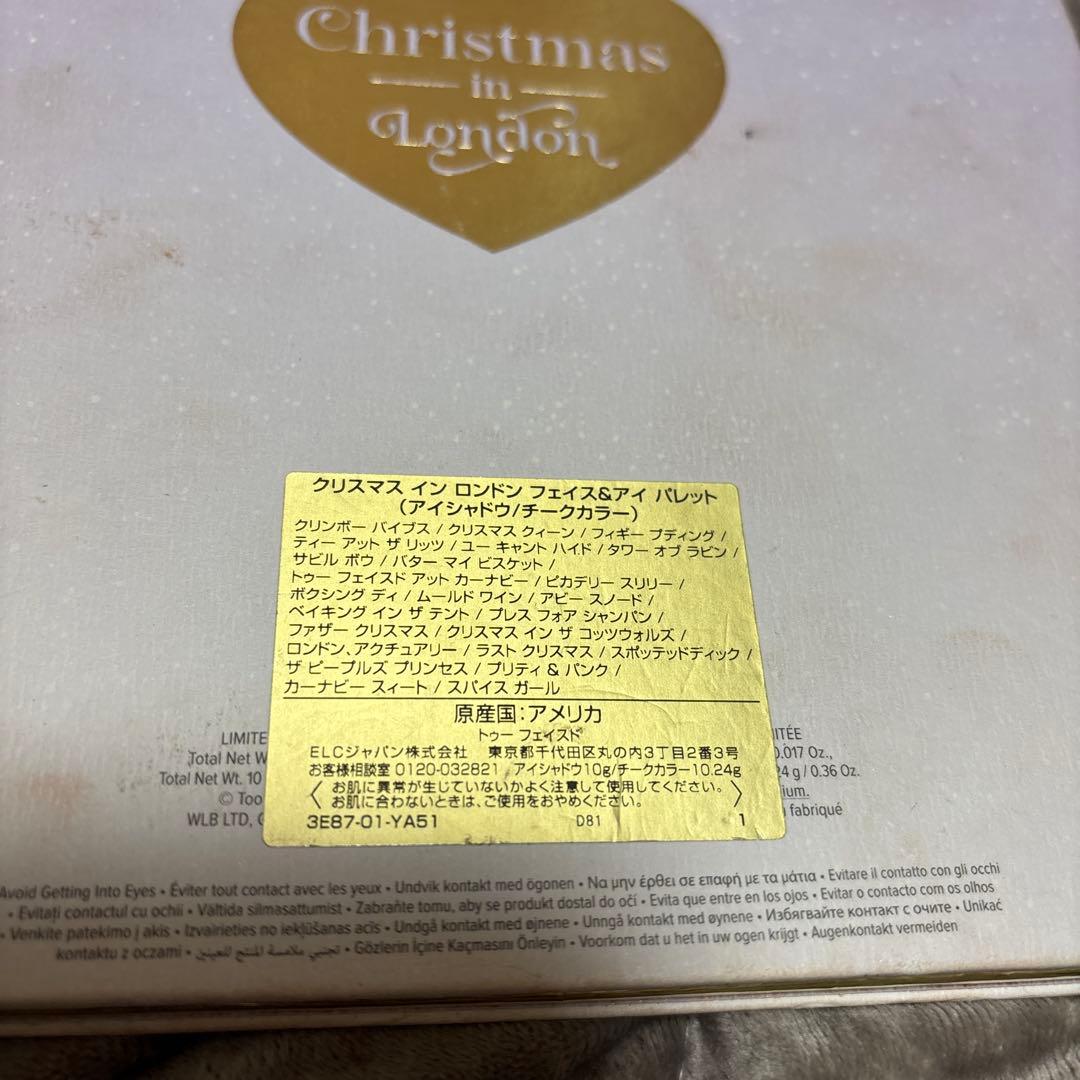 Christmas
in
London
クリスマス イン ロンドン フェイス&アイ パレット
(アイシャドウ/チークカラー)
クリンボー バイブス / クリスマス クィーン / フィギー プディング /
ティー アット ザ リッツ / ユー キャント ハイド / タワー オブ ラビン /
サビル ボウ / バター マイ ビスケット /
トゥー フェイスド アット カーナビー / ピカデリー スリリー /
ボクシング ディ / ムールド ワイン / アビー スノード /
ベイキング イン ザ テント / プレス フォア シャンパン /
ファザー クリスマス / クリスマス イン ザ コッツウォルズ /
ロンドン、アクチュアリー / ラスト クリスマス / スポッテッドディック /
ザ ピープルズ プリンセス / プリティ & パンク /
カーナビー スィート / スパイス ガール
原産国:アメリカ
トゥー フェイスド
ELCジャパン株式会社 東京都千代田区丸の内3丁目2番3号
お客様相談室 0120-032821 アイシャドウ10g/チークカラー10.24g
〈 お肌に異常が生じていないかよく注意して使用してください。 〉
お肌に合わないときは、ご使用をおやめください。
3E87-01-YA51 D81 1
LIMITE ITÉE
Total Net W 0.017 Oz.,
Total Net Wt. 10 24 g / 0.36 Oz.
© Too ium.
WLB LTD, fabriqué
Avoid Getting Into Eyes • Éviter tout contact avec les yeux • Undvik kontakt med ögonen • Να μην έρθει σε επαφή με τα μάτια • Evitare il contatto con gli occhi
• Evitați contactul cu ochii • Vältida silmasattumist • Zabraňte tomu, aby se produkt dostal do očí • Evita que entre en los ojos • Evitar o contacto com os olhos
• Venkite patekimo į akis • Izvairieties no iekļūšanas acīs • Undgå kontakt med øjnene • Unngå kontakt med øynene • Избягвайте контакт с очите • Unikać
kontaktu z oczami • تجنبي ملامسة المنتج للعينين • Gözlerin İçine Kaçmasını Önleyin • Voorkom dat u het in uw ogen krijgt • Augenkontakt vermeiden